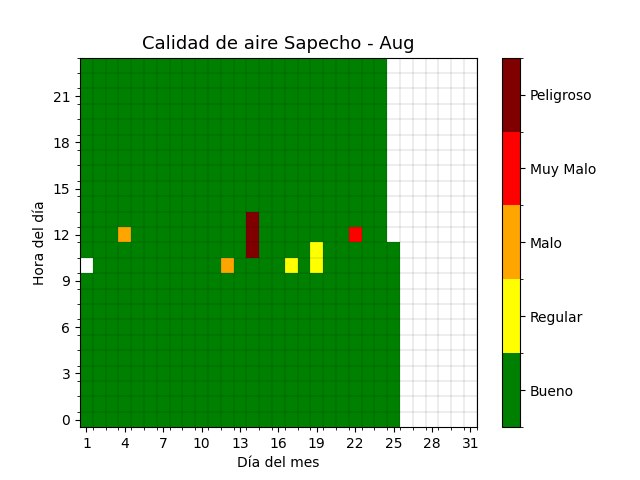 Calidad de aire Sapecho - Aug
Hora del día
21
18
15
12
9
6
3
0
1 4 7 10 13 16 19 22 25 28 31
Día del mes
Peligroso
Muy Malo
Malo
Regular
Bueno